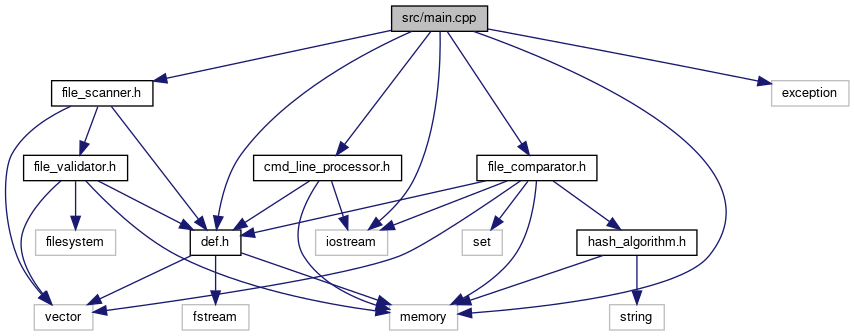 src/main.cpp
file_scanner.h
exception
file_validator.h
cmd_line_processor.h
file_comparator.h
filesystem
def.h
iostream
set
hash_algorithm.h
vector
fstream
memory
string